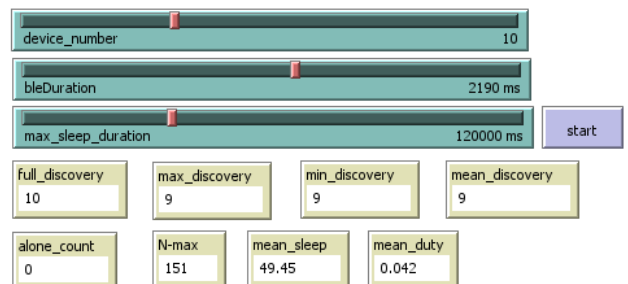 device_number 10
bleDuration 2190 ms
max_sleep_duration 120000 ms
start
full_discovery max_discovery min_discovery mean_discovery
10 9 9 9
alone_count N-max mean_sleep mean_duty
0 151 49.45 0.042